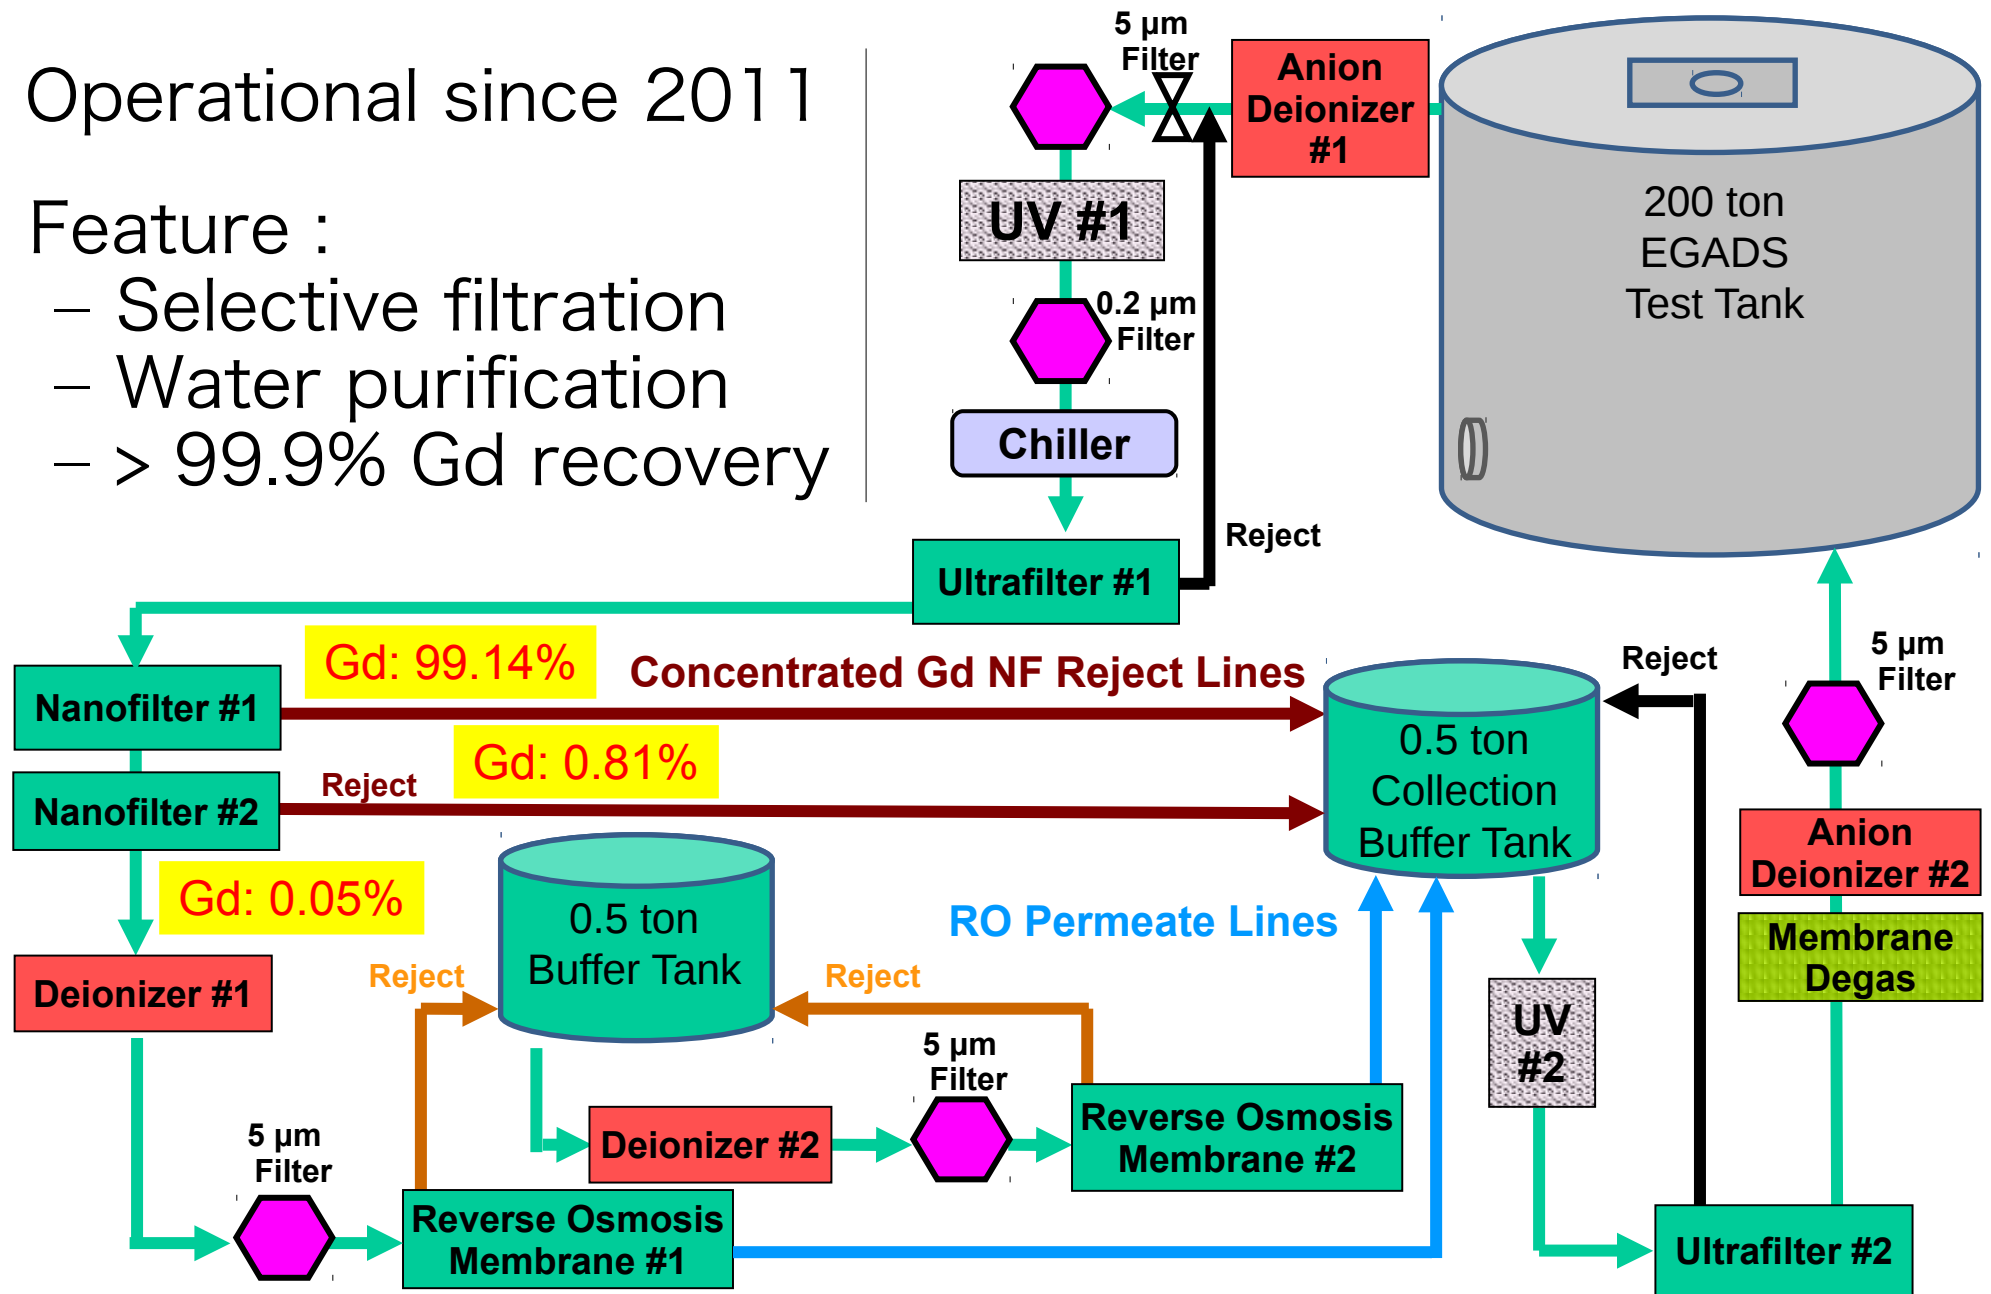 Operational since 2011
Feature :
– Selective filtration
– Water purification
– > 99.9% Gd recovery
5 μm
Filter
Anion
Deionizer
#1
200 ton
EGADS
Test Tank
UV #1
0.2 μm
Filter
Chiller
Reject
Ultrafilter #1
Gd: 99.14%
Concentrated Gd NF Reject Lines
Nanofilter #1
Gd: 0.81%
Reject
Nanofilter #2
Gd: 0.05%
0.5 ton
Collection
Buffer Tank
Reject
5 μm
Filter
Anion
Deionizer #2
Membrane
Degas
0.5 ton
Buffer Tank
RO Permeate Lines
Deionizer #1
Reject
Reject
UV
#2
5 μm
Filter
Deionizer #2
Reverse Osmosis
Membrane #2
5 μm
Filter
Reverse Osmosis
Membrane #1
Ultrafilter #2